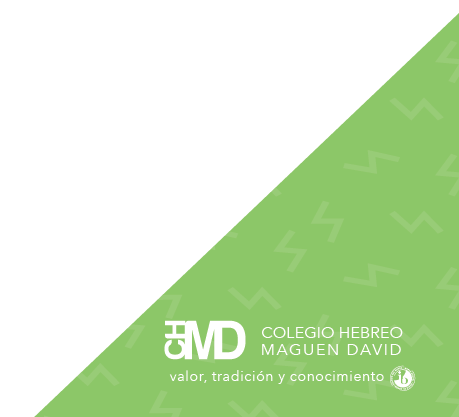 CHMD
COLEGIO HEBREO
MAGUEN DAVID
valor, tradición y conocimiento